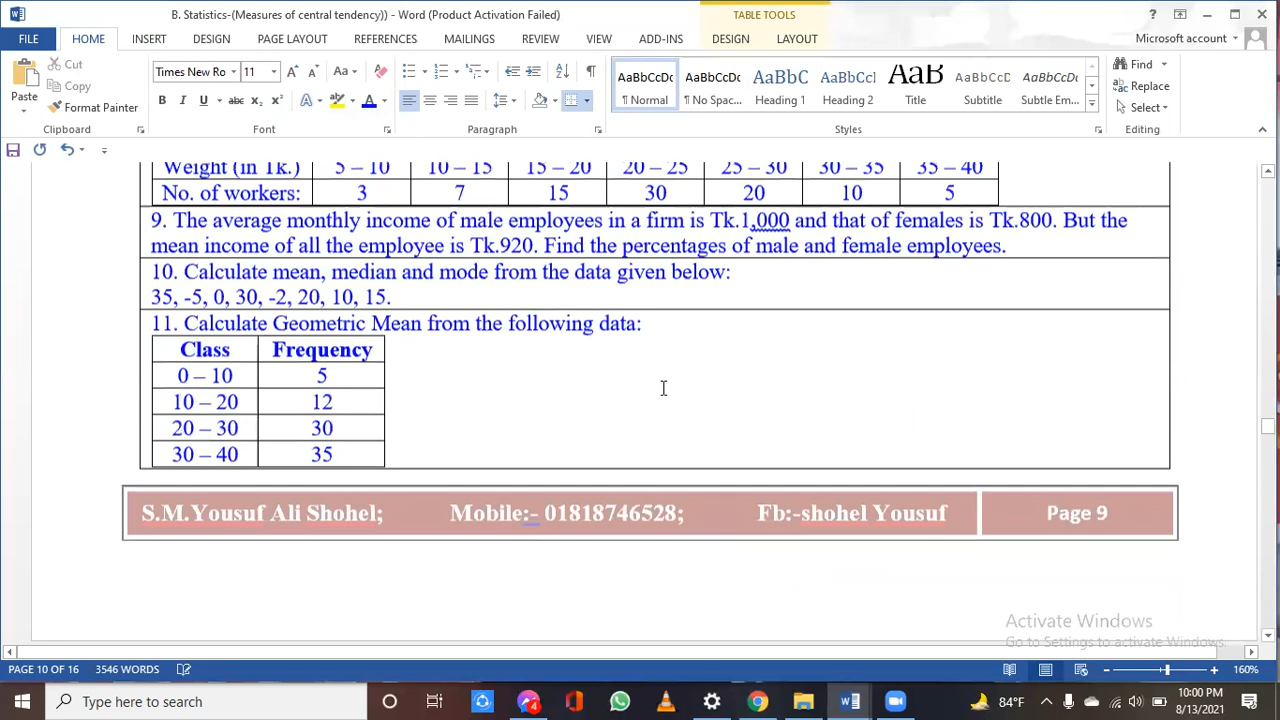 B. Statistics-(Measures of central tendency)) - Word (Product Activation Failed)
TABLE TOOLS
FILE HOME INSERT DESIGN PAGE LAYOUT REFERENCES MAILINGS REVIEW VIEW ADD-INS DESIGN LAYOUT Microsoft account
Paste
Cut
Copy
Format Painter
Times New Ro 11
AaBbCcDc AaBbCcDc AaBbC AaBbCcl AaB AaBbCcD AaBbCcDc
¶ Normal ¶ No Spac... Heading 1 Heading 2 Title Subtitle Subtle Em...
Find
Replace
Select
Clipboard Font Paragraph Styles Editing
Weight (in Tk.) 5 – 10 10 – 15 15 – 20 20 – 25 25 – 30 30 – 35 35 – 40
No. of workers: 3 7 15 30 20 10 5
9. The average monthly income of male employees in a firm is Tk.1,000 and that of females is Tk.800. But the
mean income of all the employee is Tk.920. Find the percentages of male and female employees.
10. Calculate mean, median and mode from the data given below:
35, -5, 0, 30, -2, 20, 10, 15.
11. Calculate Geometric Mean from the following data:
Class Frequency
0 – 10 5
10 – 20 12
20 – 30 30
30 – 40 35
S.M.Yousuf Ali Shohel; Mobile:- 01818746528; Fb:-shohel Yousuf Page 9
Activate Windows
Go to Settings to activate Windows.
PAGE 10 OF 16 3546 WORDS 160%
Type here to search
84°F
10:00 PM
8/13/2021